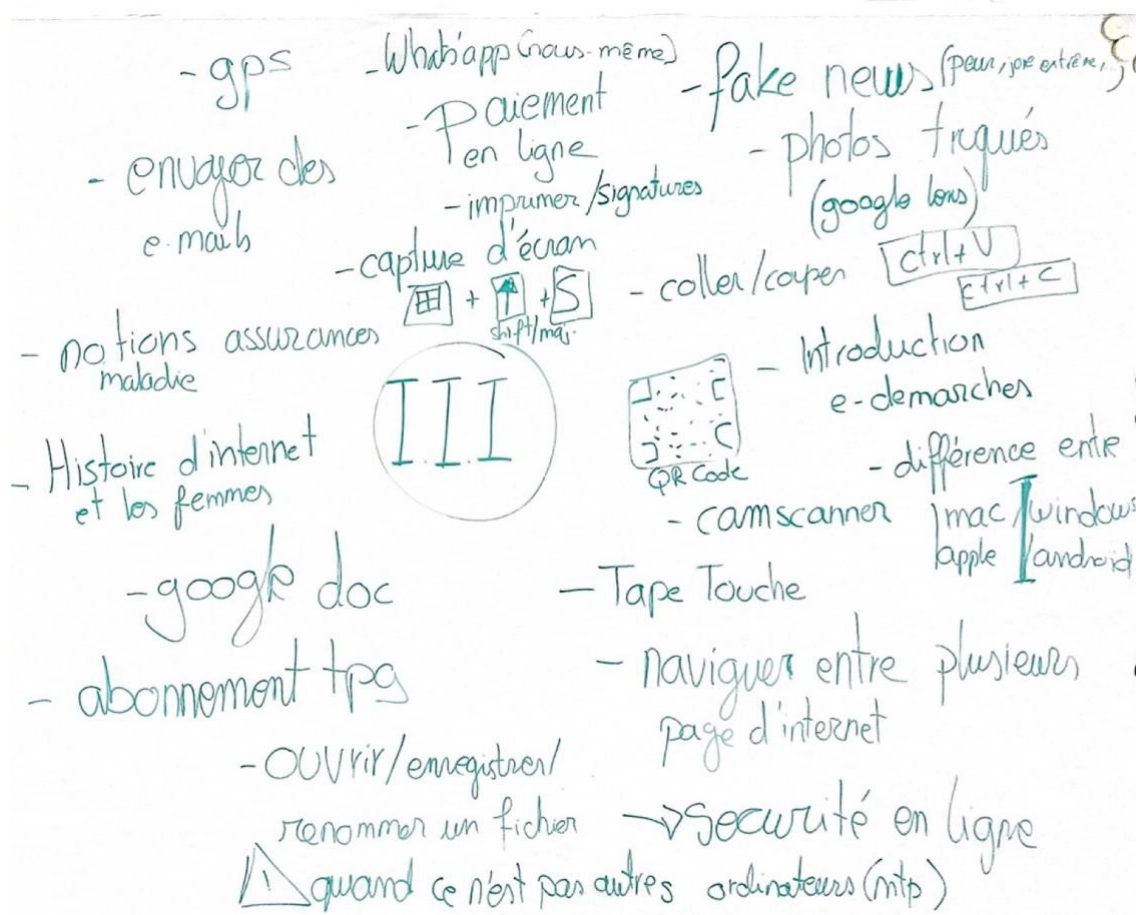 - gps
- What'app (nous-même)
- fake news (peur, joie extrême,
- Paiement
en ligne
- photos truqués
(google lens)
- envoyer des
e-mails
- imprimer/signatures
- capture d'écran
+ ↑ + S
shift/maj.
- coller/couper
Ctrl + V
Ctrl + C
- notions assurances
maladie
III
- Introduction
e-demarches
QR Code
- Histoire d'internet
et les femmes
- différence entre
mac / windows
apple / android
- camscanner
- google doc
- Tape Touche
- abonnement tpg
- naviguer entre plusieurs
page d'internet
- ouvrir/enregistrer/
renommer un fichier
→ Securité en ligne
! quand ce n'est pas autres ordinateurs (mtp)